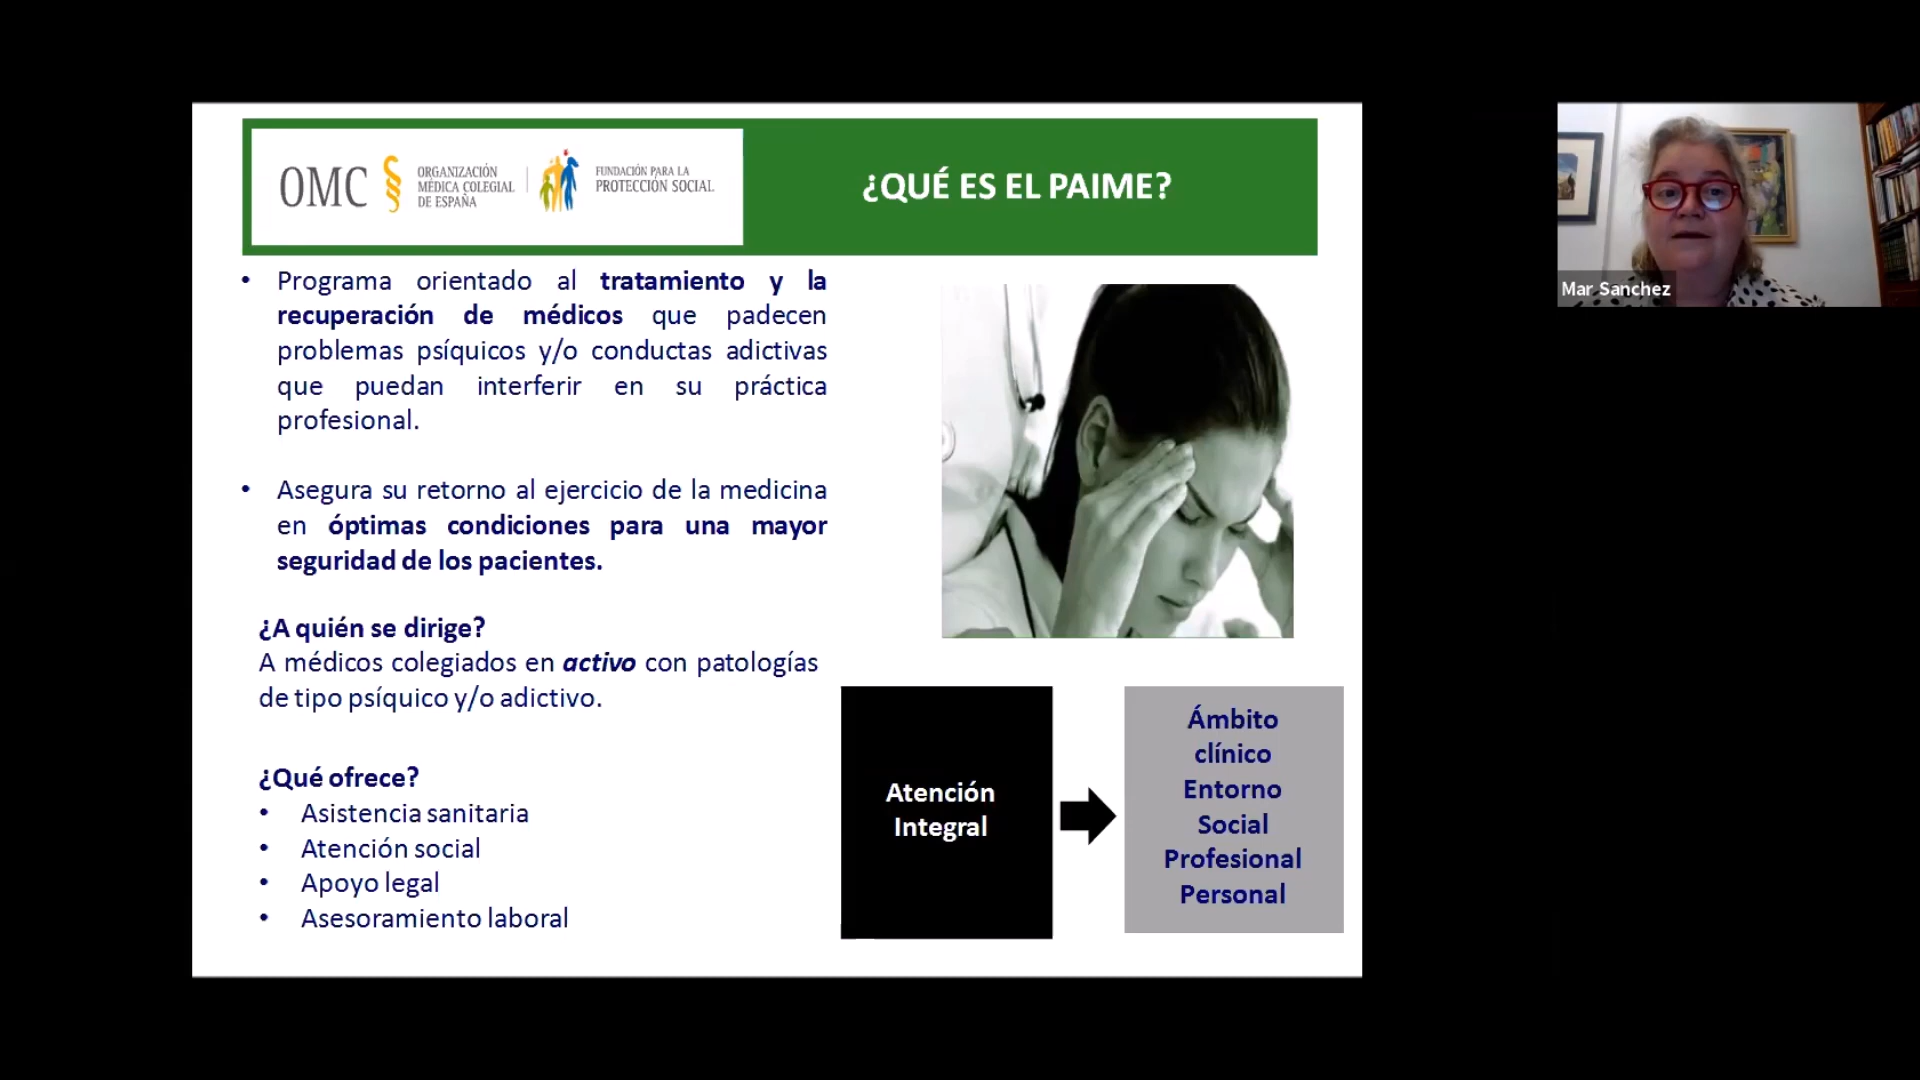 OMC
ORGANIZACIÓN
MÉDICA COLEGIAL
DE ESPAÑA
FUNDACIÓN PARA LA
PROTECCIÓN SOCIAL
¿QUÉ ES EL PAIME?
• Programa orientado al tratamiento y la
recuperación de médicos que padecen
problemas psíquicos y/o conductas adictivas
que puedan interferir en su práctica
profesional.
• Asegura su retorno al ejercicio de la medicina
en óptimas condiciones para una mayor
seguridad de los pacientes.
¿A quién se dirige?
A médicos colegiados en activo con patologías
de tipo psíquico y/o adictivo.
¿Qué ofrece?
• Asistencia sanitaria
• Atención social
• Apoyo legal
• Asesoramiento laboral
Atención
Integral
Ámbito
clínico
Entorno
Social
Profesional
Personal
Mar Sanchez